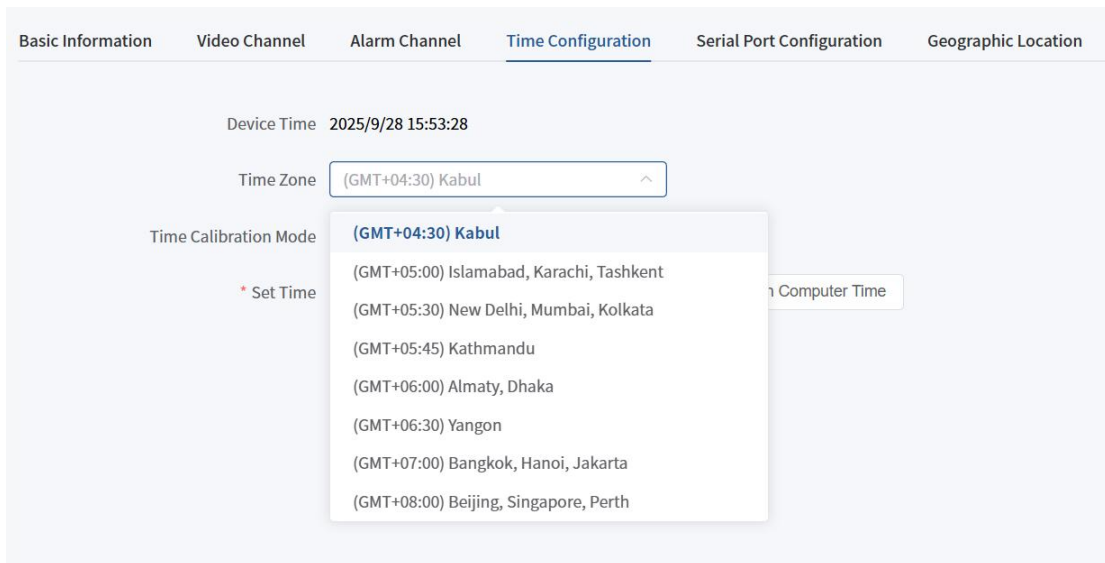 Basic Information Video Channel Alarm Channel Time Configuration Serial Port Configuration Geographic Location
Device Time 2025/9/28 15:53:28
Time Zone (GMT+04:30) Kabul
Time Calibration Mode (GMT+04:30) Kabul
(GMT+05:00) Islamabad, Karachi, Tashkent
* Set Time Computer Time
(GMT+05:30) New Delhi, Mumbai, Kolkata
(GMT+05:45) Kathmandu
(GMT+06:00) Almaty, Dhaka
(GMT+06:30) Yangon
(GMT+07:00) Bangkok, Hanoi, Jakarta
(GMT+08:00) Beijing, Singapore, Perth